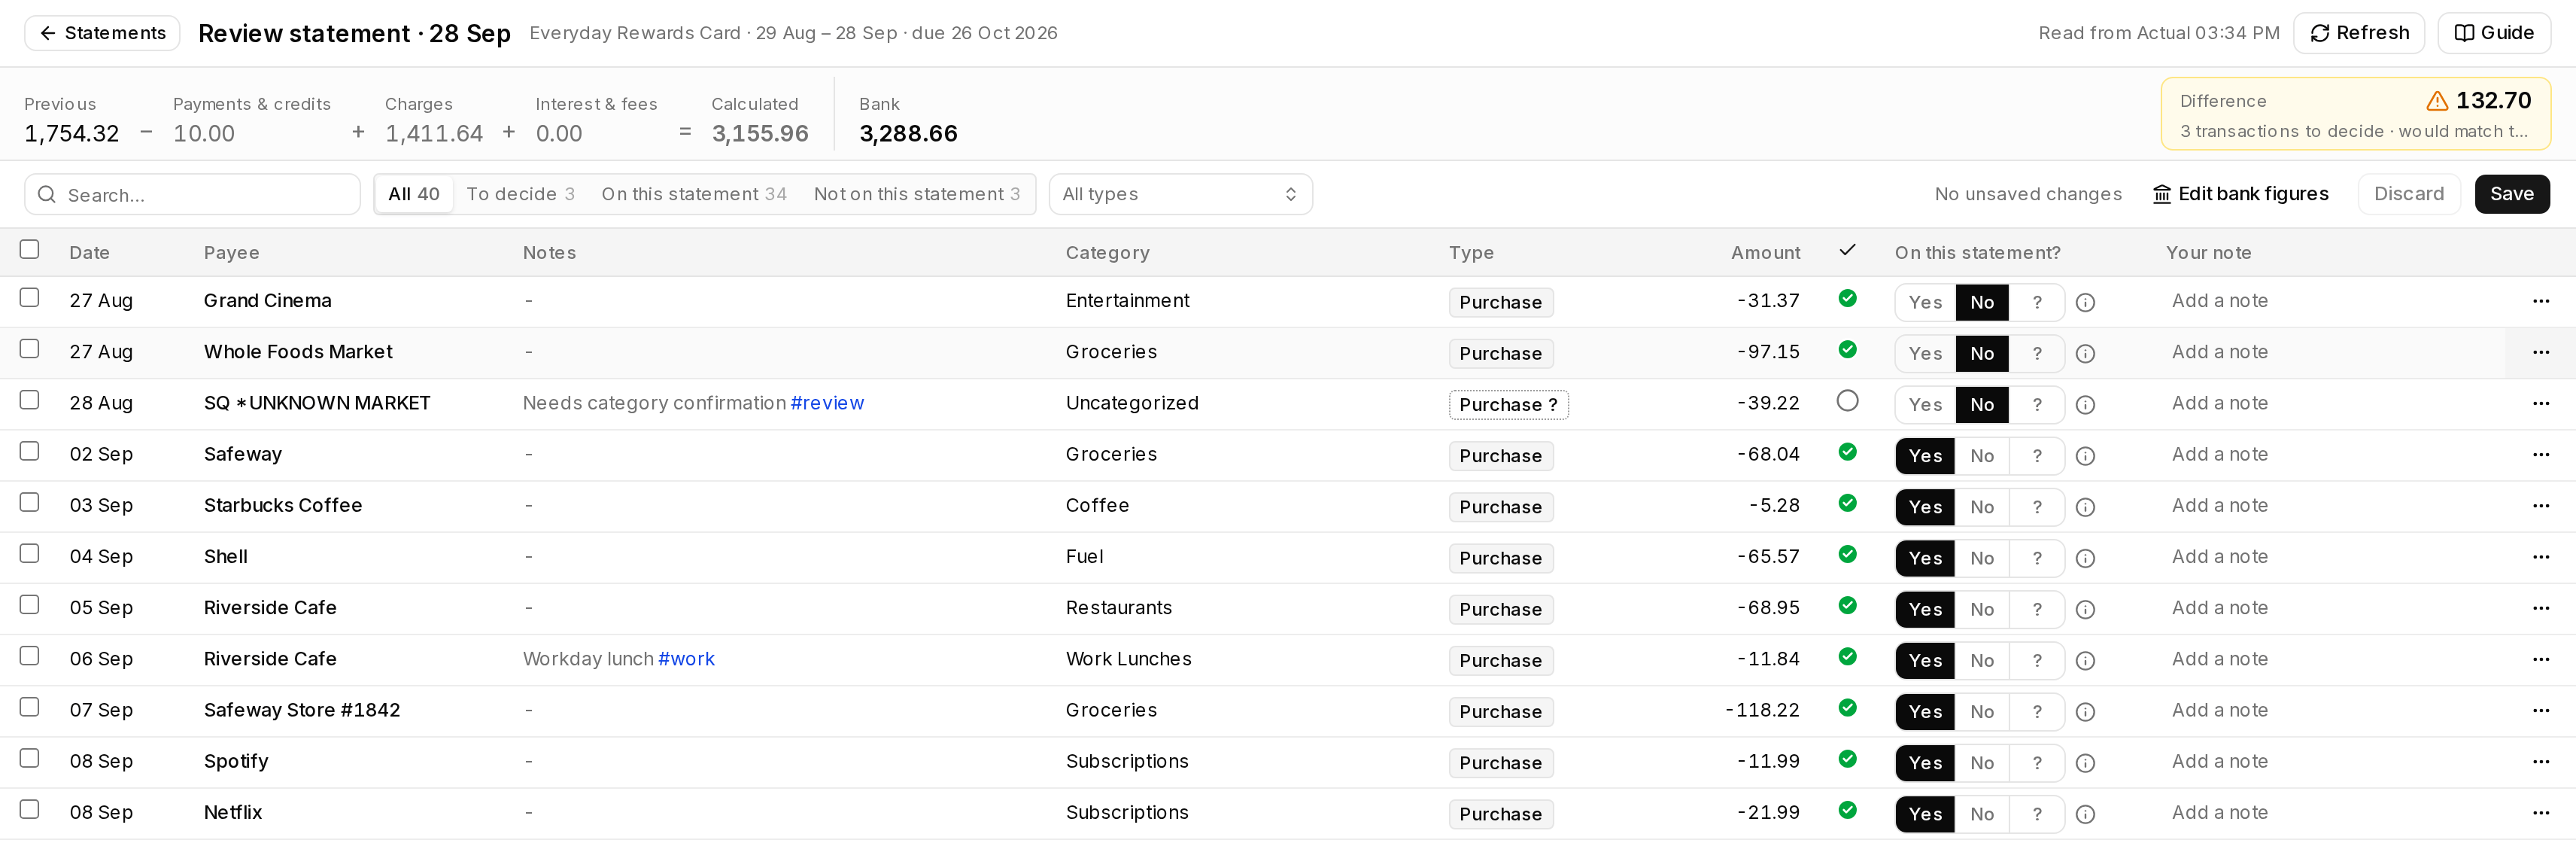 Statements Review statement · 28 Sep Everyday Rewards Card · 29 Aug – 28 Sep · due 26 Oct 2026 Read from Actual 03:34 PM Refresh Guide
Previous Payments & credits Charges Interest & fees Calculated Bank Difference 132.70
1,754.32 − 10.00 + 1,411.64 + 0.00 = 3,155.96 3,288.66 3 transactions to decide · would match t...
Search... All 40 To decide 3 On this statement 34 Not on this statement 3 All types No unsaved changes Edit bank figures Discard Save
Date Payee Notes Category Type Amount ✓ On this statement? Your note
27 Aug Grand Cinema - Entertainment Purchase -31.37 Yes No ? Add a note ...
27 Aug Whole Foods Market - Groceries Purchase -97.15 Yes No ? Add a note ...
28 Aug SQ *UNKNOWN MARKET Needs category confirmation #review Uncategorized Purchase ? -39.22 Yes No ? Add a note ...
02 Sep Safeway - Groceries Purchase -68.04 Yes No ? Add a note ...
03 Sep Starbucks Coffee - Coffee Purchase -5.28 Yes No ? Add a note ...
04 Sep Shell - Fuel Purchase -65.57 Yes No ? Add a note ...
05 Sep Riverside Cafe - Restaurants Purchase -68.95 Yes No ? Add a note ...
06 Sep Riverside Cafe Workday lunch #work Work Lunches Purchase -11.84 Yes No ? Add a note ...
07 Sep Safeway Store #1842 - Groceries Purchase -118.22 Yes No ? Add a note ...
08 Sep Spotify - Subscriptions Purchase -11.99 Yes No ? Add a note ...
08 Sep Netflix - Subscriptions Purchase -21.99 Yes No ? Add a note ...